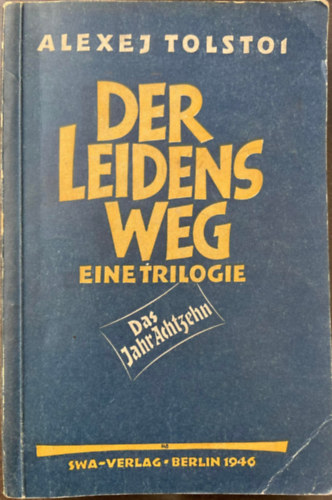 ALEXEJ TOLSTOI
DER
LEIDENS
WEG
EINE TRILOGIE
Das
Jahr Achtzehn
SWA-VERLAG · BERLIN 1946